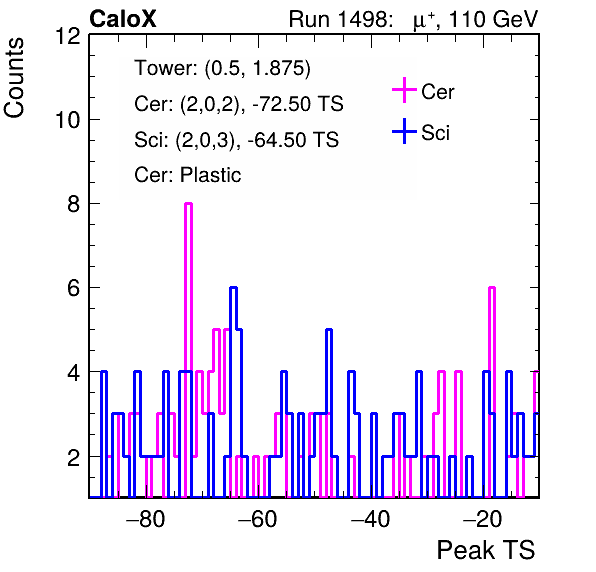 CaloX Run 1498: μ⁺, 110 GeV
Counts
12
10
8
6
4
2
Tower: (0.5, 1.875)
Cer: (2,0,2), -72.50 TS
Sci: (2,0,3), -64.50 TS
Cer: Plastic
Cer
Sci
−80 −60 −40 −20
Peak TS